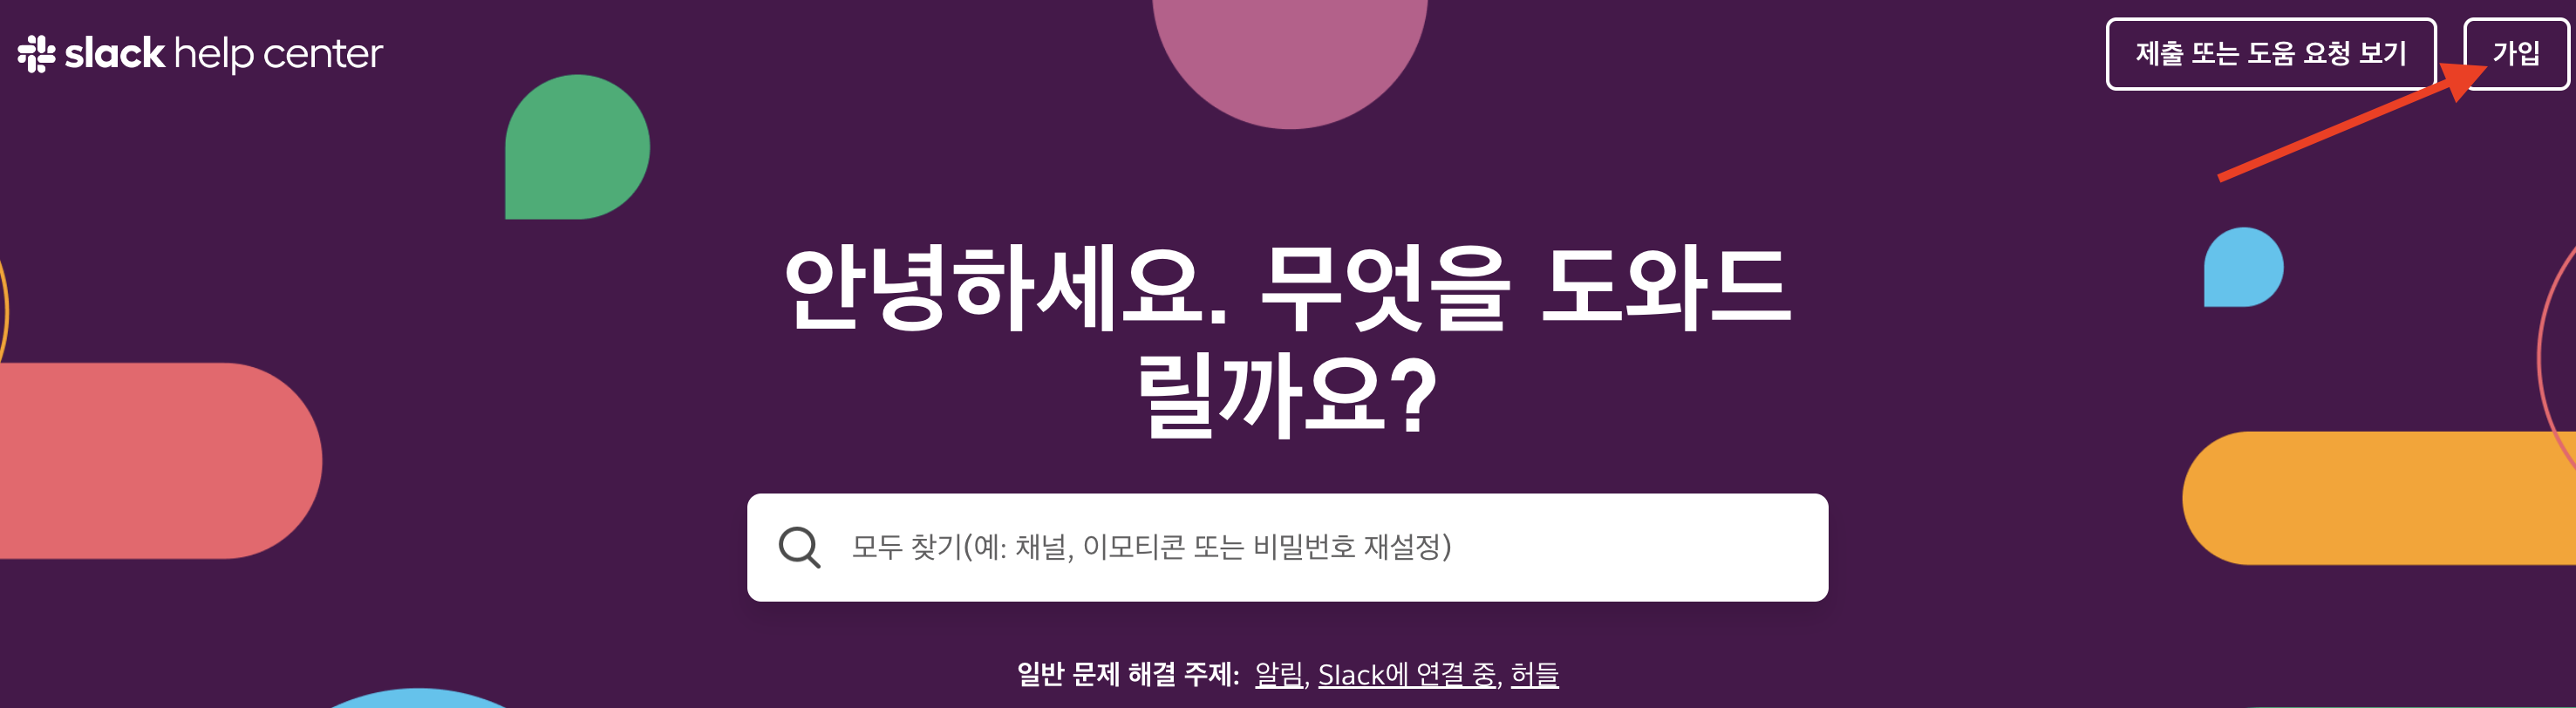 slack help center
제출 또는 도움 요청 보기
가입
안녕하세요. 무엇을 도와드
릴까요?
모두 찾기(예: 채널, 이모티콘 또는 비밀번호 재설정)
일반 문제 해결 주제: 알림, Slack에 연결 중, 허들